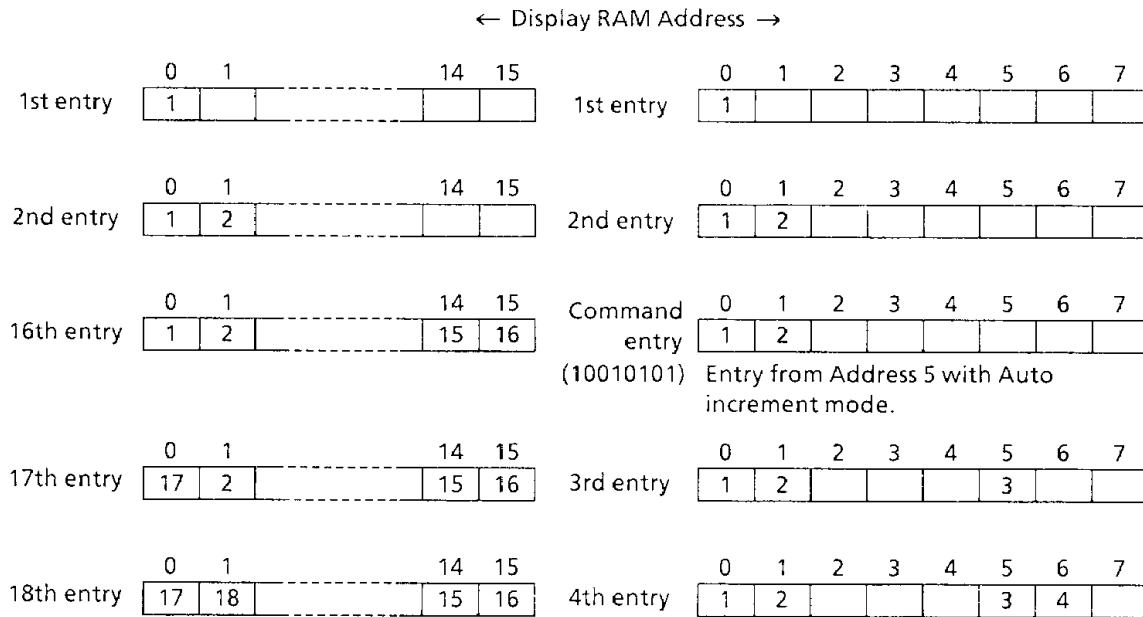 ← Display RAM Address →
0 1 14 15
1st entry 1
0 1 2 3 4 5 6 7
1st entry 1
0 1 14 15
2nd entry 1 2
0 1 2 3 4 5 6 7
2nd entry 1 2
0 1 14 15
16th entry 1 2 15 16
0 1 2 3 4 5 6 7
Command
entry 1 2
(10010101) Entry from Address 5 with Auto
increment mode.
0 1 14 15
17th entry 17 2 15 16
0 1 2 3 4 5 6 7
3rd entry 1 2 3
0 1 14 15
18th entry 17 18 15 16
0 1 2 3 4 5 6 7
4th entry 1 2 3 4